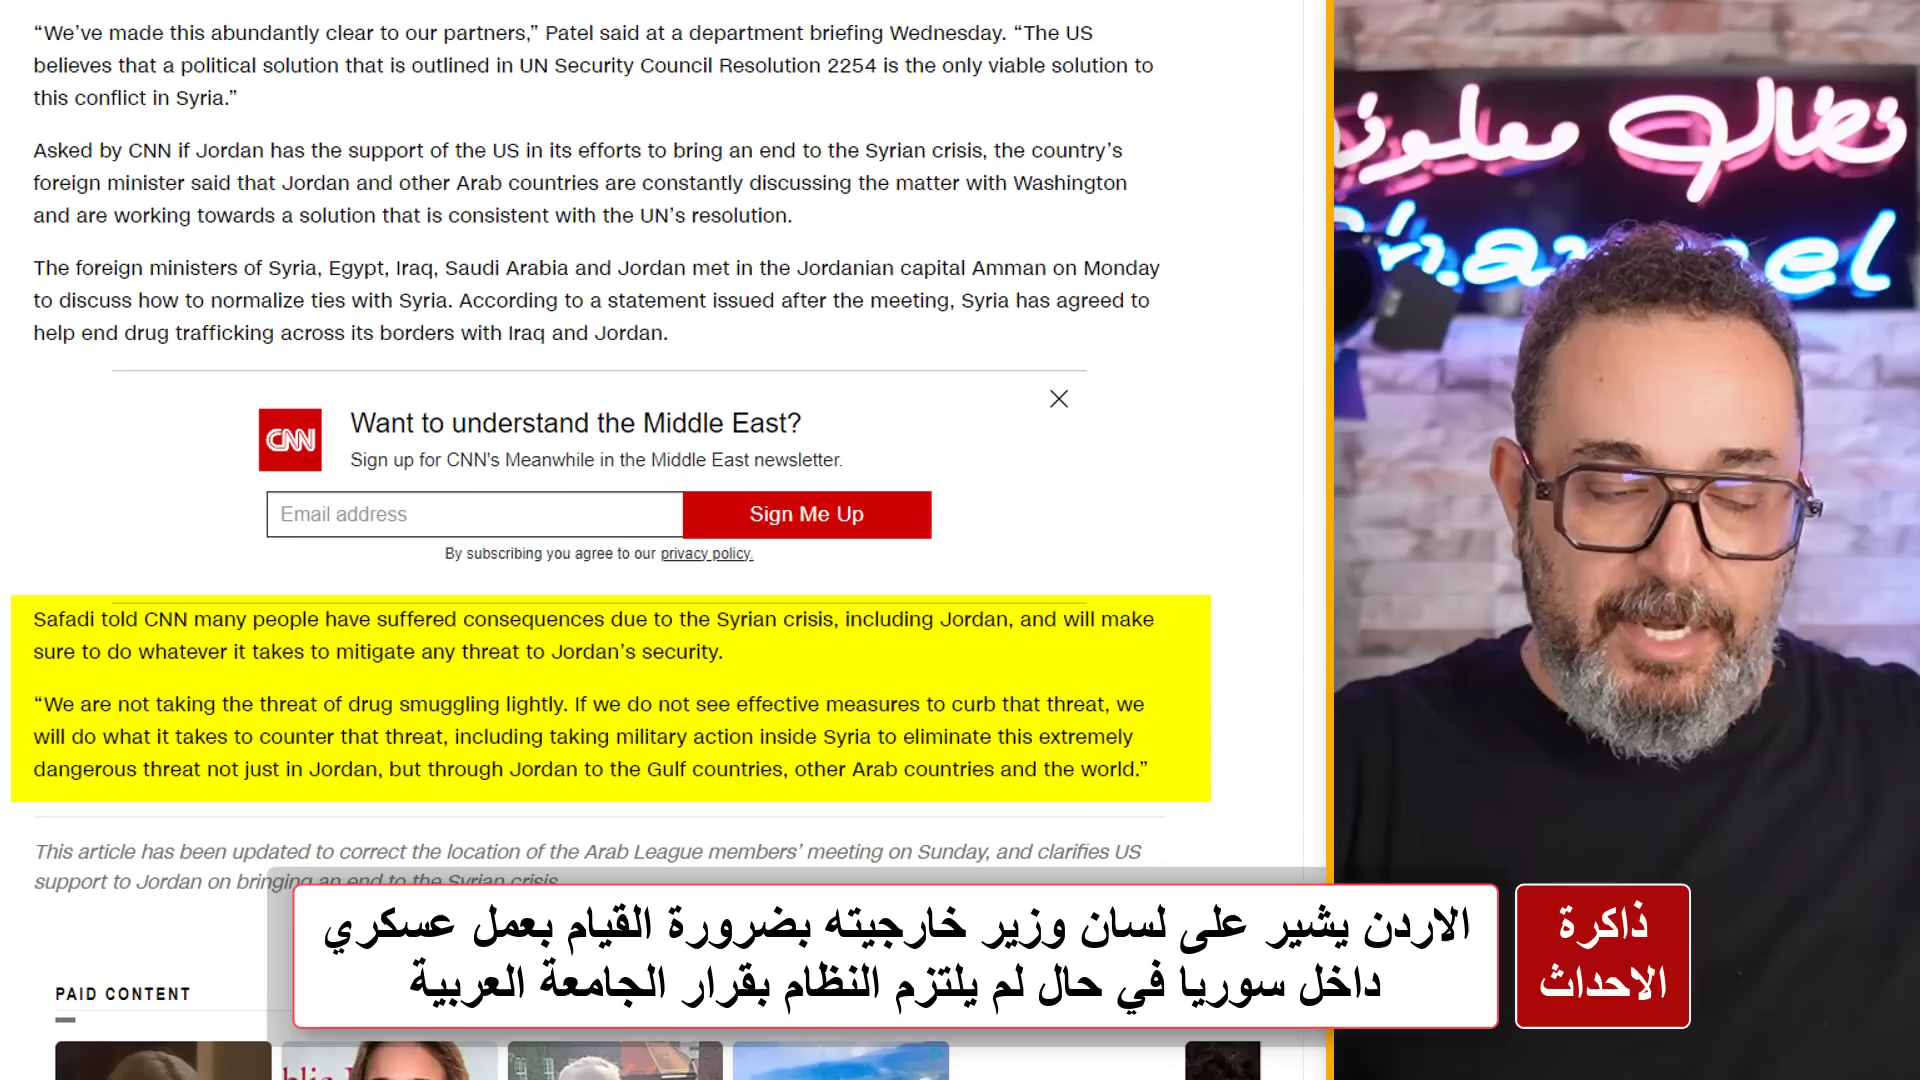 “We’ve made this abundantly clear to our partners,” Patel said at a department briefing Wednesday. “The US
believes that a political solution that is outlined in UN Security Council Resolution 2254 is the only viable solution to
this conflict in Syria.”
Asked by CNN if Jordan has the support of the US in its efforts to bring an end to the Syrian crisis, the country’s
foreign minister said that Jordan and other Arab countries are constantly discussing the matter with Washington
and are working towards a solution that is consistent with the UN’s resolution.
The foreign ministers of Syria, Egypt, Iraq, Saudi Arabia and Jordan met in the Jordanian capital Amman on Monday
to discuss how to normalize ties with Syria. According to a statement issued after the meeting, Syria has agreed to
help end drug trafficking across its borders with Iraq and Jordan.
CNN
Want to understand the Middle East?
Sign up for CNN's Meanwhile in the Middle East newsletter.
Email address
Sign Me Up
By subscribing you agree to our privacy policy.
Safadi told CNN many people have suffered consequences due to the Syrian crisis, including Jordan, and will make
sure to do whatever it takes to mitigate any threat to Jordan’s security.
“We are not taking the threat of drug smuggling lightly. If we do not see effective measures to curb that threat, we
will do what it takes to counter that threat, including taking military action inside Syria to eliminate this extremely
dangerous threat not just in Jordan, but through Jordan to the Gulf countries, other Arab countries and the world.”
This article has been updated to correct the location of the Arab League members’ meeting on Sunday, and clarifies US
support to Jordan on bringing an end to the Syrian crisis
PAID CONTENT
نضال معلوف
ذاكرة
الاحداث
الاردن يشير على لسان وزير خارجيته بضرورة القيام بعمل عسكري
داخل سوريا في حال لم يلتزم النظام بقرار الجامعة العربية